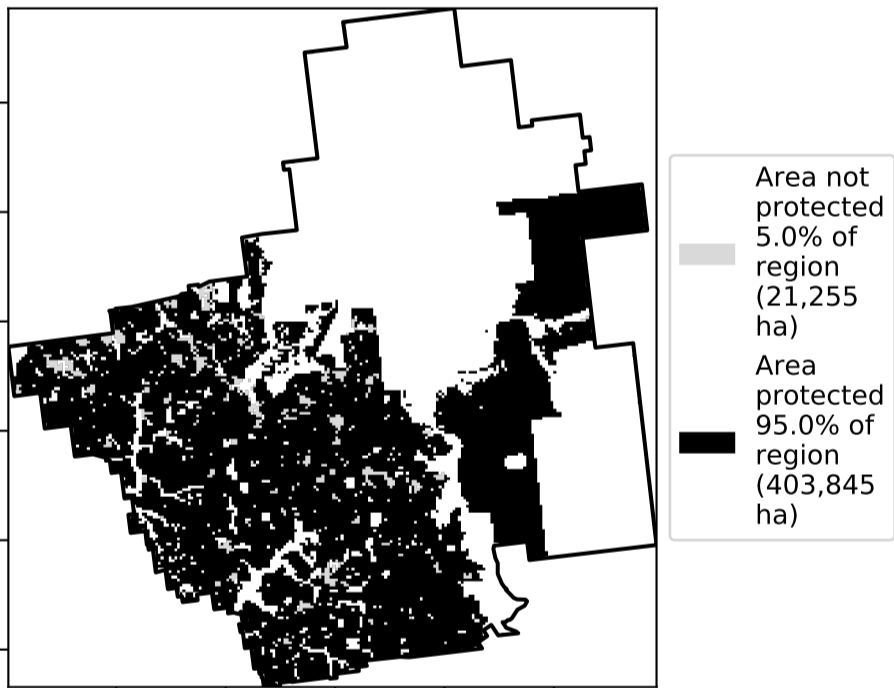 Area not
protected
5.0% of
region
(21,255
ha)
Area
protected
95.0% of
region
(403,845
ha)